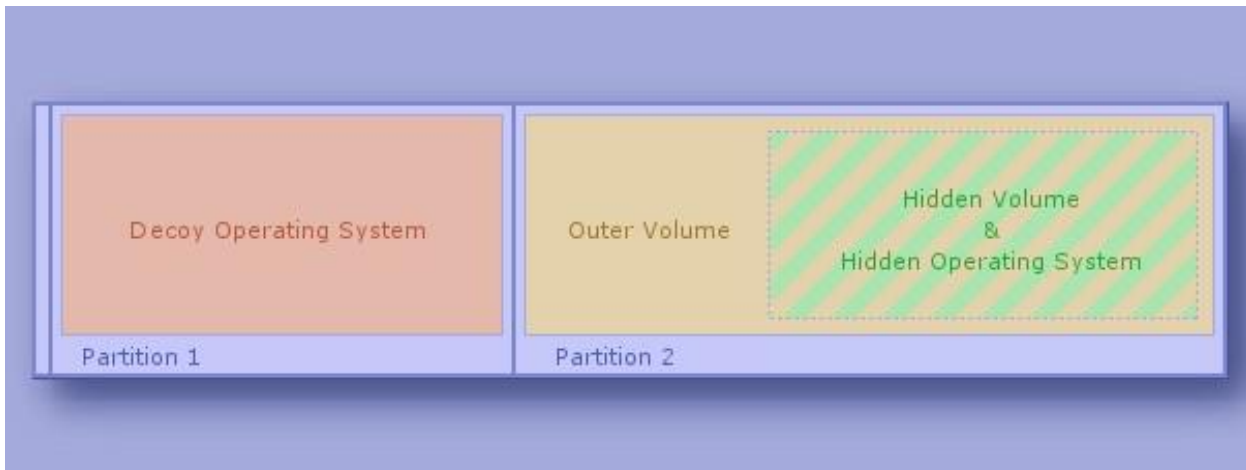 Decoy Operating System
Outer Volume
Hidden Volume
&
Hidden Operating System
Partition 1
Partition 2